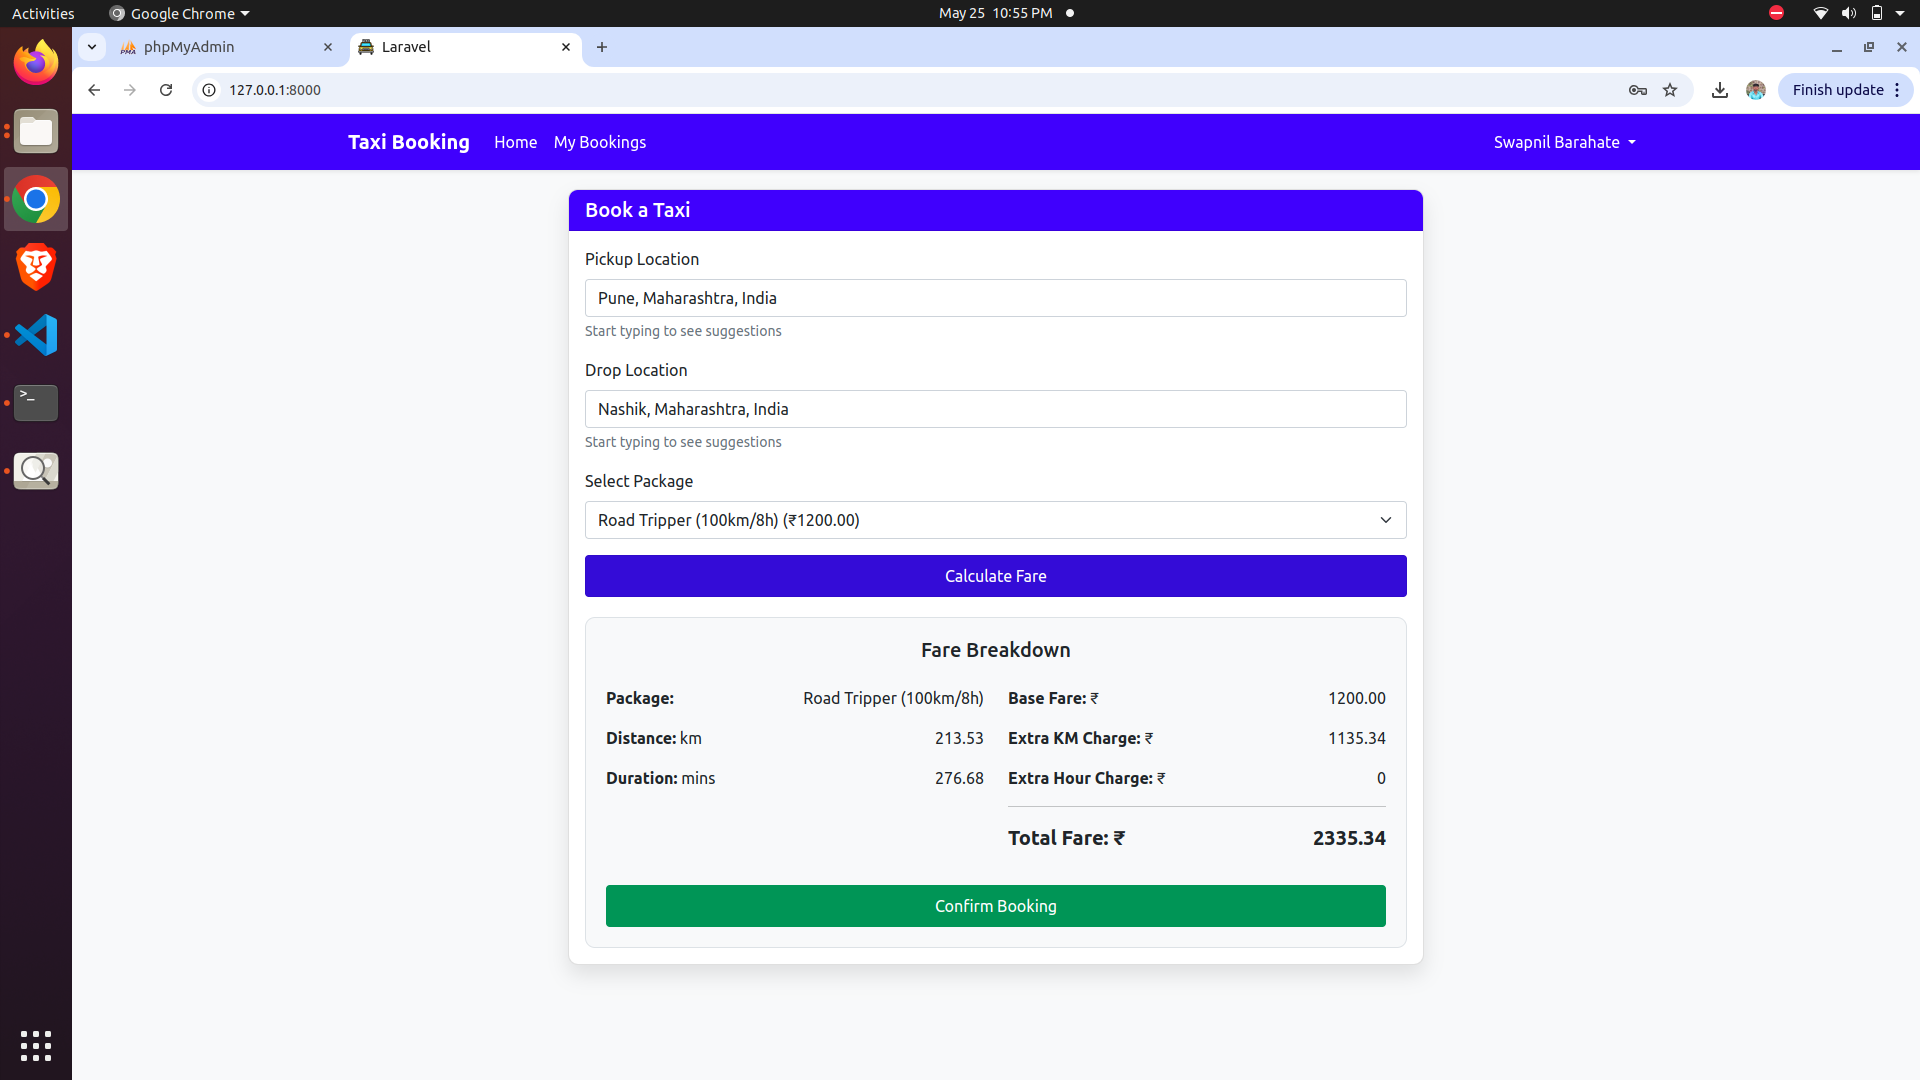 Activities
Google Chrome
May 25 10:55 PM
phpMyAdmin
Laravel
127.0.0.1:8000
Finish update
Taxi Booking
Home
My Bookings
Swapnil Barahate
Book a Taxi
Pickup Location
Pune, Maharashtra, India
Start typing to see suggestions
Drop Location
Nashik, Maharashtra, India
Start typing to see suggestions
Select Package
Road Tripper (100km/8h) (₹1200.00)
Calculate Fare
Fare Breakdown
Package: Road Tripper (100km/8h)
Base Fare: ₹ 1200.00
Distance: km 213.53
Extra KM Charge: ₹ 1135.34
Duration: mins 276.68
Extra Hour Charge: ₹ 0
Total Fare: ₹ 2335.34
Confirm Booking